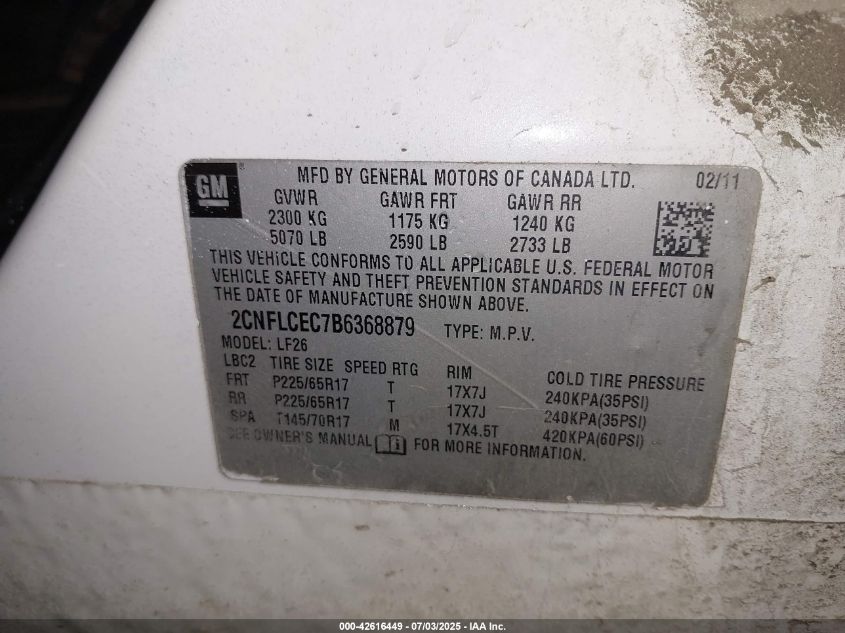 GM ®
MFD BY GENERAL MOTORS OF CANADA LTD. 02/11
GVWR GAWR FRT GAWR RR
2300 KG 1175 KG 1240 KG
5070 LB 2590 LB 2733 LB
THIS VEHICLE CONFORMS TO ALL APPLICABLE U.S. FEDERAL MOTOR
VEHICLE SAFETY AND THEFT PREVENTION STANDARDS IN EFFECT ON
THE DATE OF MANUFACTURE SHOWN ABOVE.
2CNFLCEC7B6368879 TYPE: M.P.V.
MODEL: LF26
LBC2 TIRE SIZE SPEED RTG RIM COLD TIRE PRESSURE
FRT P225/65R17 T 17X7J 240KPA(35PSI)
RR P225/65R17 T 17X7J 240KPA(35PSI)
SPA T145/70R17 M 17X4.5T 420KPA(60PSI)
SEE OWNER'S MANUAL i FOR MORE INFORMATION.
000-42616449 - 07/03/2025 - IAA Inc.